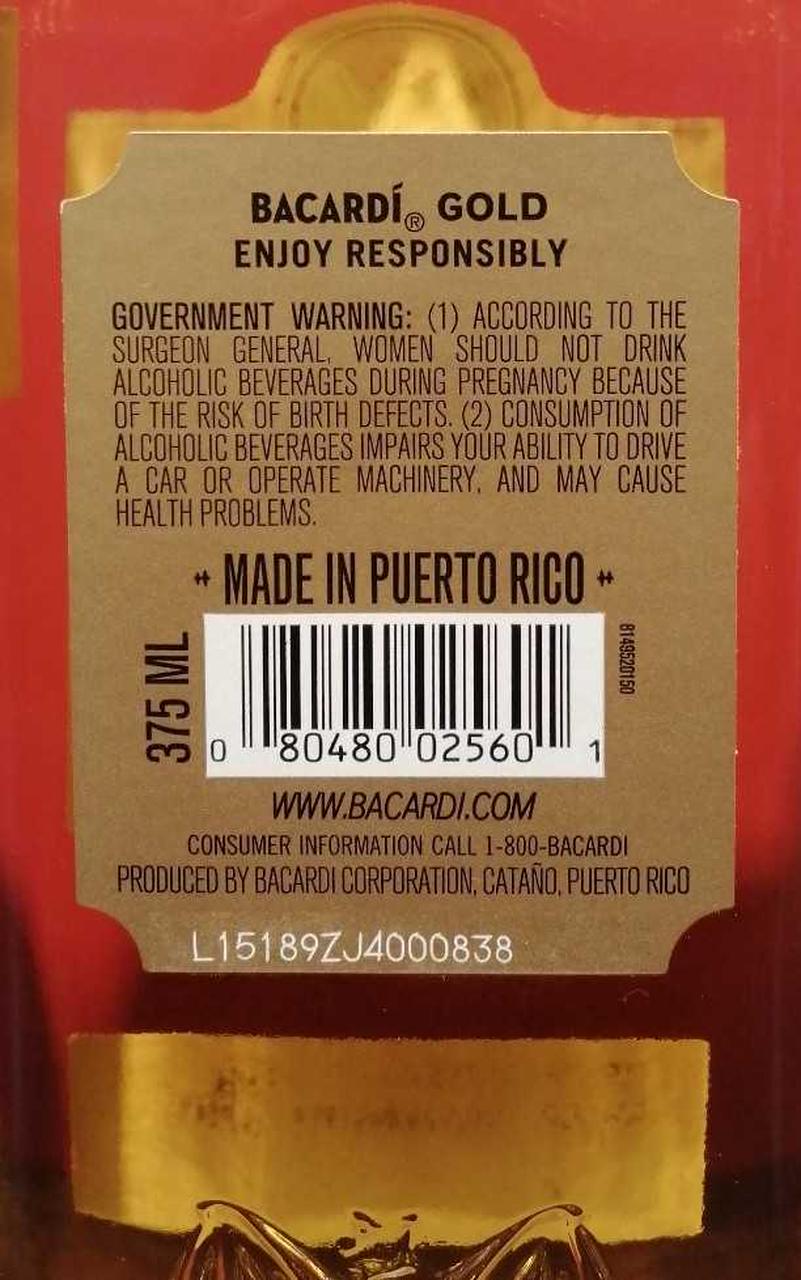 BACARDÍ® GOLD
ENJOY RESPONSIBLY
GOVERNMENT WARNING: (1) ACCORDING TO THE
SURGEON GENERAL, WOMEN SHOULD NOT DRINK
ALCOHOLIC BEVERAGES DURING PREGNANCY BECAUSE
OF THE RISK OF BIRTH DEFECTS. (2) CONSUMPTION OF
ALCOHOLIC BEVERAGES IMPAIRS YOUR ABILITY TO DRIVE
A CAR OR OPERATE MACHINERY, AND MAY CAUSE
HEALTH PROBLEMS.
MADE IN PUERTO RICO
375 ML
0 80480 02560 1
8149520150
WWW.BACARDI.COM
CONSUMER INFORMATION CALL 1-800-BACARDI
PRODUCED BY BACARDI CORPORATION, CATAÑO, PUERTO RICO
L15189ZJ4000838